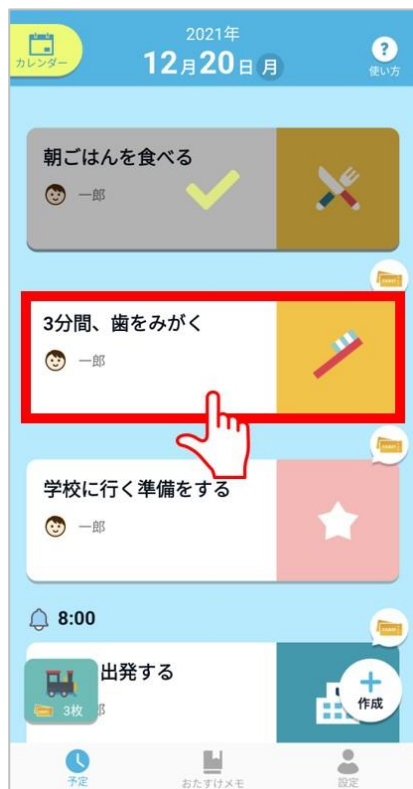 カレンダー
2021年
12月20日 月
?
使い方
朝ごはんを食べる
一郎
3分間、歯をみがく
一郎
学校に行く準備をする
一郎
8:00
出発する
3枚
作成
予定
おたすけメモ
設定